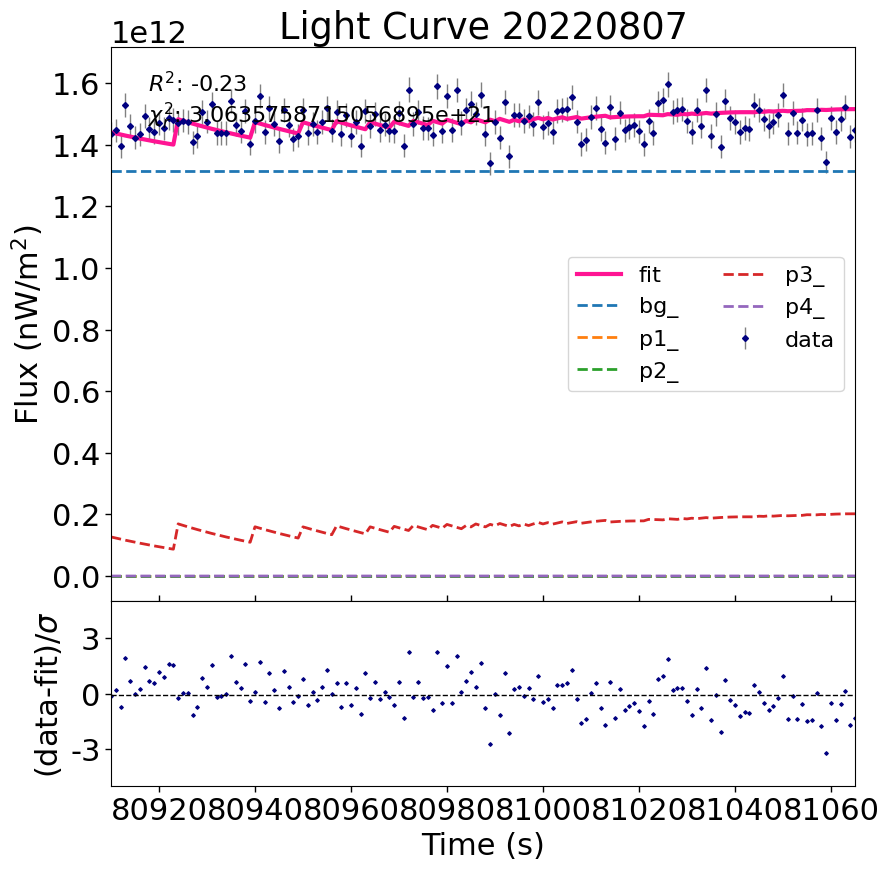 Light Curve 20220807
1e12
R²: -0.23
χ²: 3.0635758715056895e+21
1.6
1.4
1.2
1.0
0.8
0.6
0.4
0.2
0.0
Flux (nW/m²)
fit
bg_
p1_
p2_
p3_
p4_
data
3
0
-3
(data-fit)/σ
80920 80940 80960 80980 81000 81020 81040 81060
Time (s)